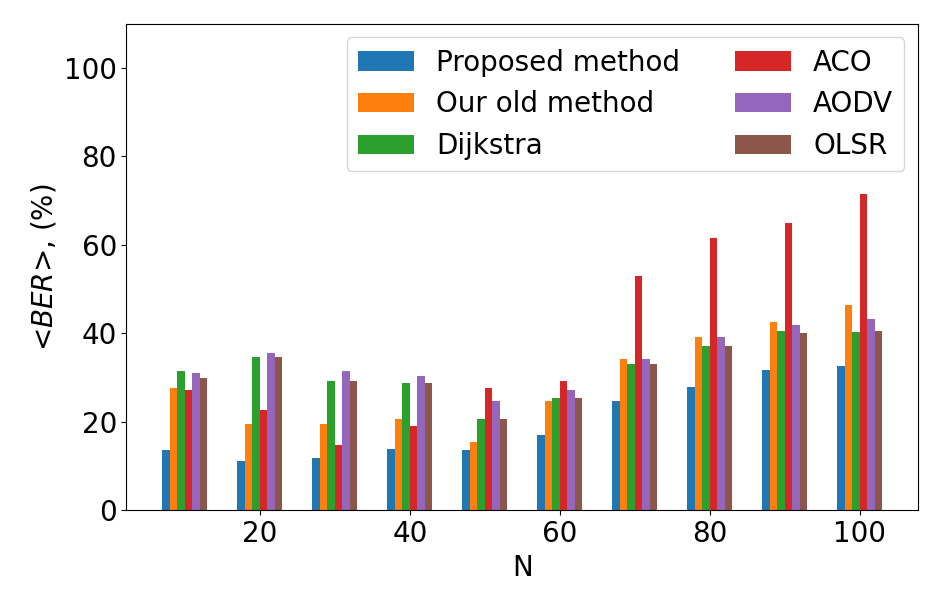 Proposed method
Our old method
Dijkstra
ACO
AODV
OLSR
<BER>, (%)
100
80
60
40
20
0
20 40 60 80 100
N